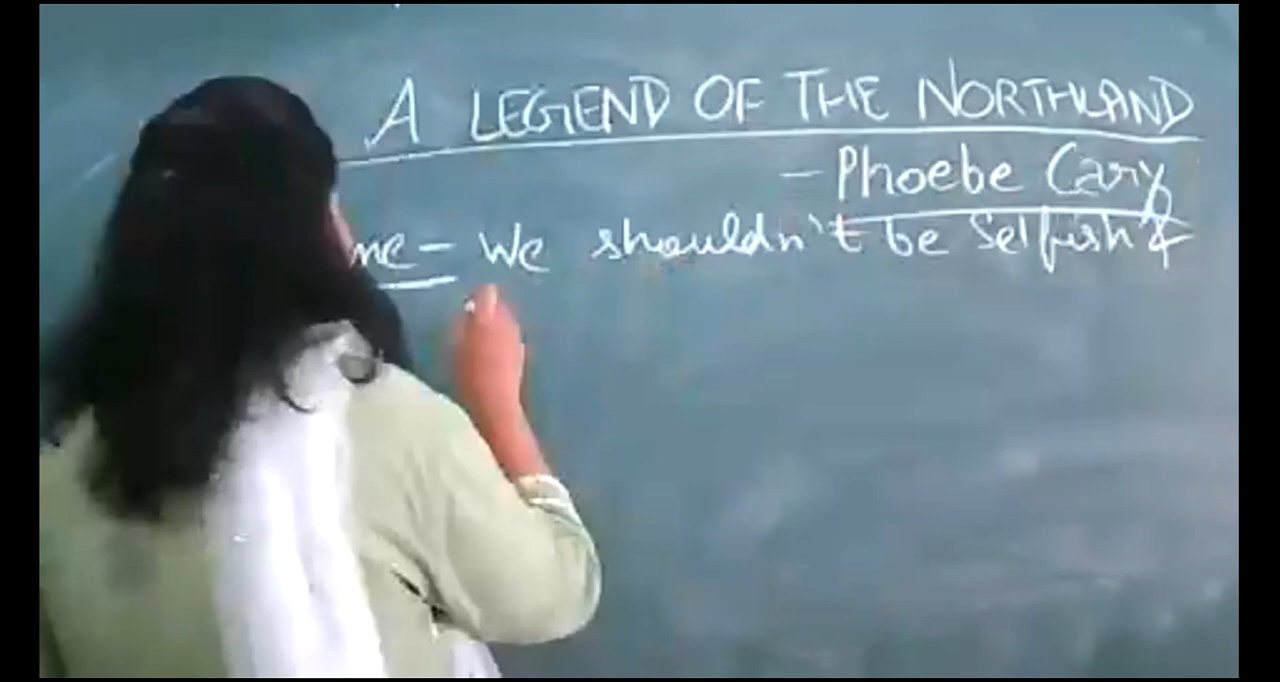 A LEGEND OF THE NORTHLAND
- Phoebe Cary
me - We shouldn't be Selfish &